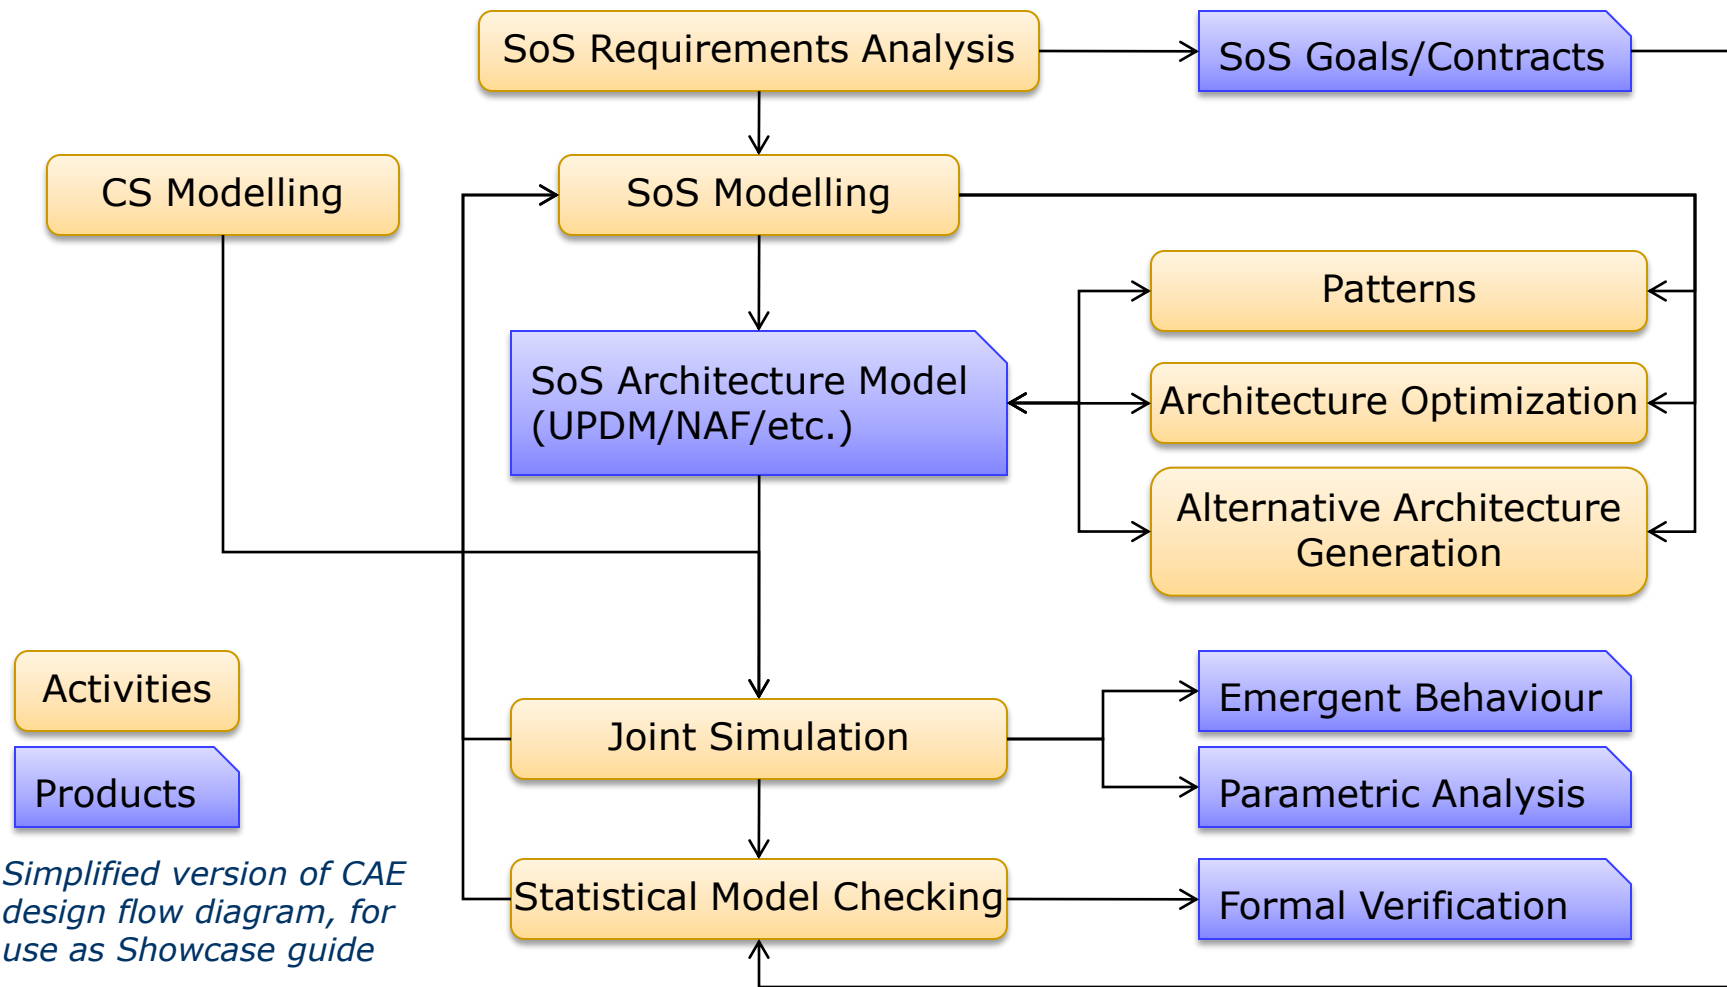 SoS Requirements Analysis
SoS Goals/Contracts
CS Modelling
SoS Modelling
Patterns
SoS Architecture Model
(UPDM/NAF/etc.)
Architecture Optimization
Alternative Architecture
Generation
Activities
Joint Simulation
Emergent Behaviour
Products
Parametric Analysis
Simplified version of CAE
design flow diagram, for
use as Showcase guide
Statistical Model Checking
Formal Verification